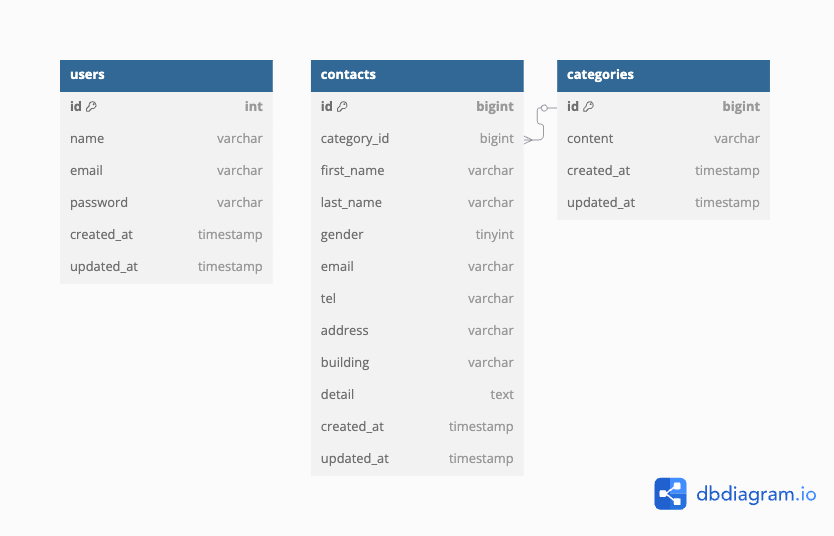 users
id int
name varchar
email varchar
password varchar
created_at timestamp
updated_at timestamp
contacts
id bigint
category_id bigint
first_name varchar
last_name varchar
gender tinyint
email varchar
tel varchar
address varchar
building varchar
detail text
created_at timestamp
updated_at timestamp
categories
id bigint
content varchar
created_at timestamp
updated_at timestamp
dbdiagram.io